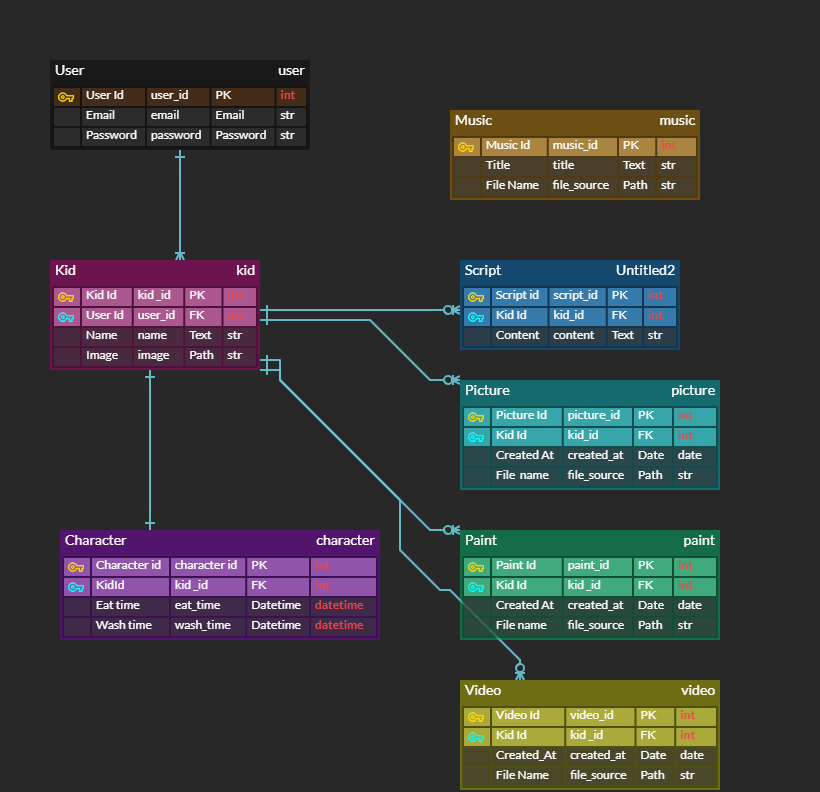 User user
User Id user_id PK int
Email email Email str
Password password Password str
Music music
Music Id music_id PK int
Title title Text str
File Name file_source Path str
Kid kid
Kid Id kid _id PK int
User Id user_id FK int
Name name Text str
Image image Path str
Script Untitled2
Script id script_id PK int
Kid Id kid_id FK int
Content content Text str
Picture picture
Picture Id picture_id PK int
Kid Id kid_id FK int
Created At created_at Date date
File name file_source Path str
Character character
Character id character id PK int
KidId kid _id FK int
Eat time eat_time Datetime datetime
Wash time wash_time Datetime datetime
Paint paint
Paint Id paint_id PK int
Kid Id kid_id FK int
Created At created_at Date date
File name file_source Path str
Video video
Video Id video_id PK int
Kid Id kid _id FK int
Created_At created_at Date date
File Name file_source Path str